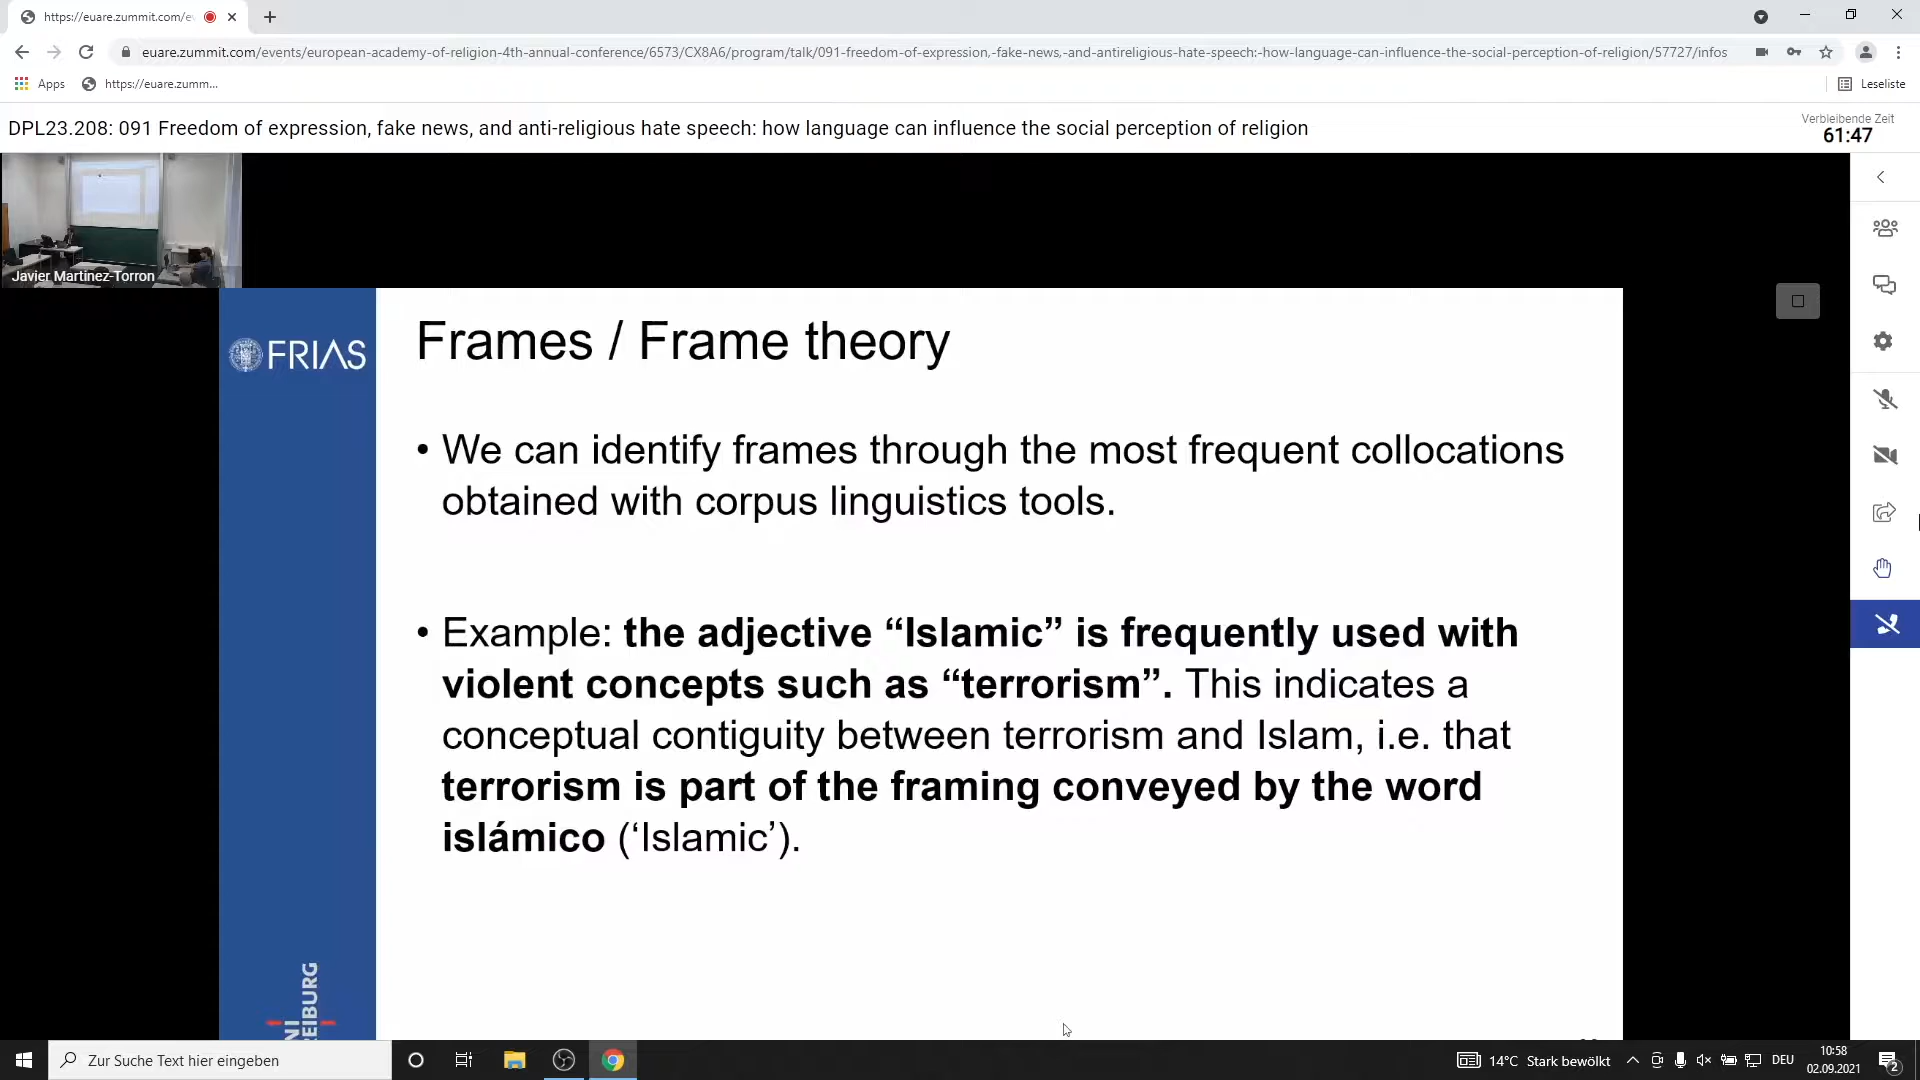 https://euare.zummit.com/e
euare.zummit.com/events/european-academy-of-religion-4th-annual-conference/6573/CX8A6/program/talk/091-freedom-of-expression,-fake-news,-and-antireligious-hate-speech:-how-language-can-influence-the-social-perception-of-religion/57727/infos
Apps
https://euare.zumm...
Leseliste
DPL23.208: 091 Freedom of expression, fake news, and anti-religious hate speech: how language can influence the social perception of religion
Verbleibende Zeit
61:47
Javier Martinez-Torron
FRIAS
Frames / Frame theory
• We can identify frames through the most frequent collocations
obtained with corpus linguistics tools.
• Example: the adjective “Islamic” is frequently used with
violent concepts such as “terrorism”. This indicates a
conceptual contiguity between terrorism and Islam, i.e. that
terrorism is part of the framing conveyed by the word
islámico (‘Islamic’).
NI
REIBURG
Zur Suche Text hier eingeben
14°C Stark bewölkt
DEU
10:58
02.09.2021
2